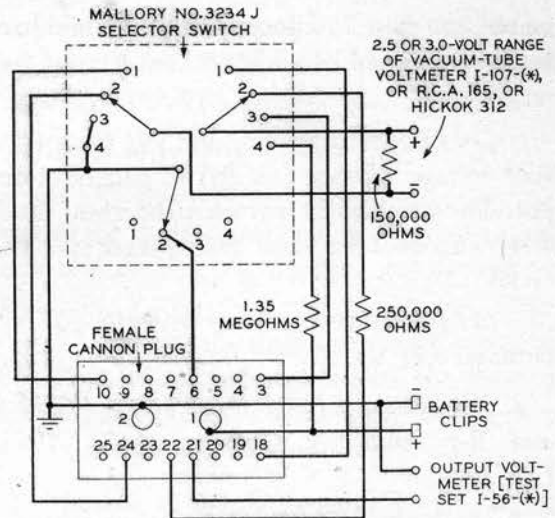 MALLORY NO. 3234 J
SELECTOR SWITCH
2.5 OR 3.0-VOLT RANGE
OF VACUUM-TUBE
VOLTMETER I-107-(*),
OR R.C.A. 165, OR
HICKOK 312
1 1
2 2
3 3
4 4
+
−
150,000
OHMS
1 2 3 4
1.35
MEGOHMS
250,000
OHMS
FEMALE
CANNON PLUG
10 9 8 7 6 5 4 3
2 1
25 24 23 22 21 20 19 18
−
BATTERY
CLIPS
+
OUTPUT VOLT-
METER [TEST
SET I-56-(*)]